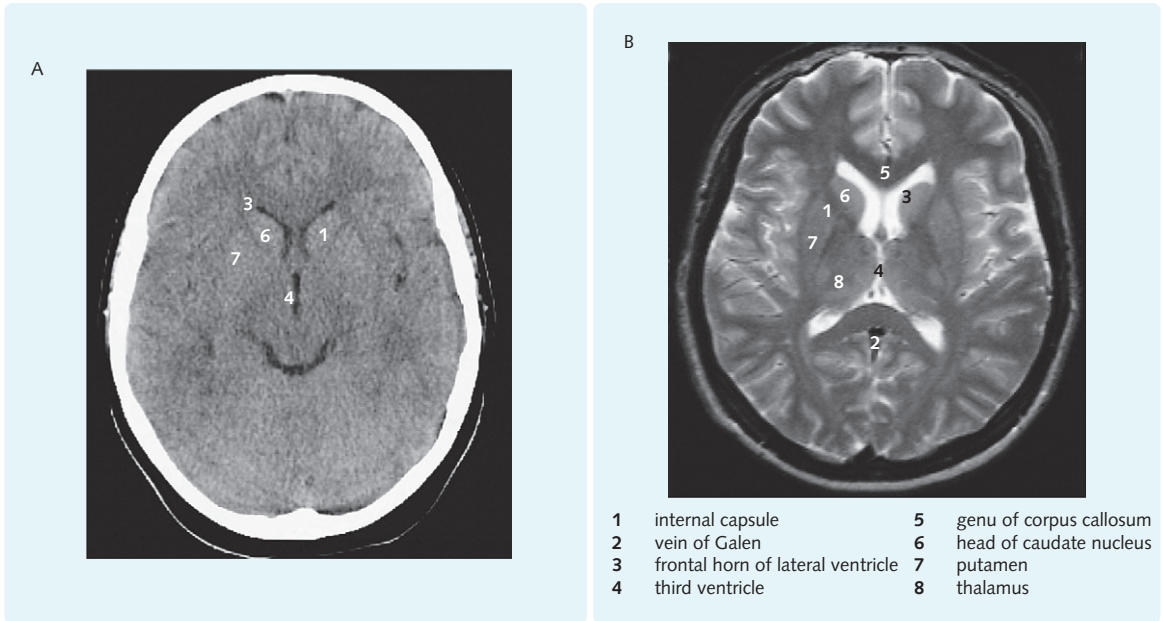 A
3
6
1
7
4
B
5
6
3
1
7
4
8
2
1 internal capsule
2 vein of Galen
3 frontal horn of lateral ventricle
4 third ventricle
5 genu of corpus callosum
6 head of caudate nucleus
7 putamen
8 thalamus